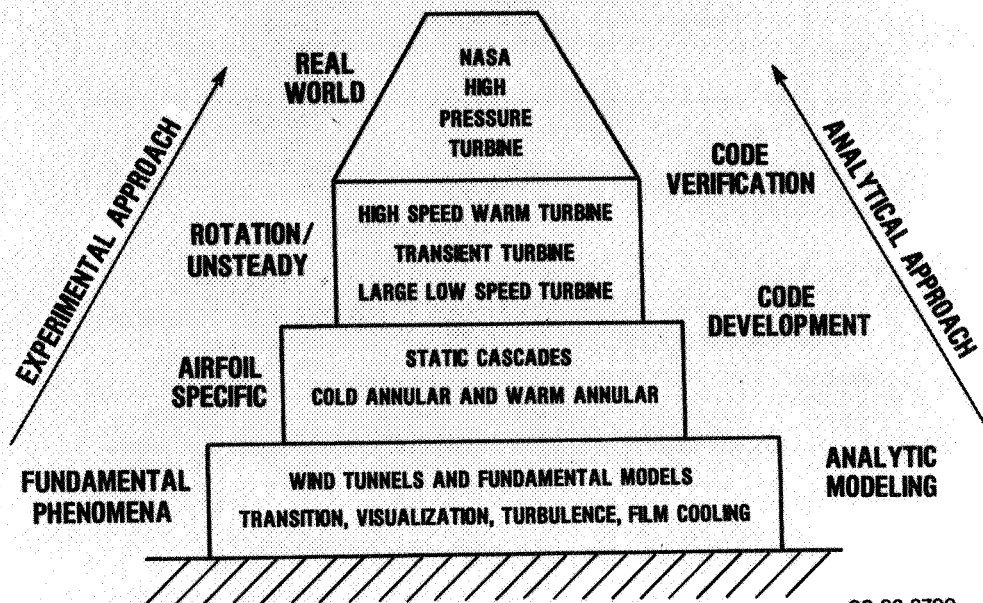 REAL
WORLD
NASA
HIGH
PRESSURE
TURBINE
EXPERIMENTAL APPROACH
ANALYTICAL APPROACH
CODE
VERIFICATION
ROTATION/
UNSTEADY
HIGH SPEED WARM TURBINE
TRANSIENT TURBINE
LARGE LOW SPEED TURBINE
CODE
DEVELOPMENT
AIRFOIL
SPECIFIC
STATIC CASCADES
COLD ANNULAR AND WARM ANNULAR
FUNDAMENTAL
PHENOMENA
WIND TUNNELS AND FUNDAMENTAL MODELS
TRANSITION, VISUALIZATION, TURBULENCE, FILM COOLING
ANALYTIC
MODELING